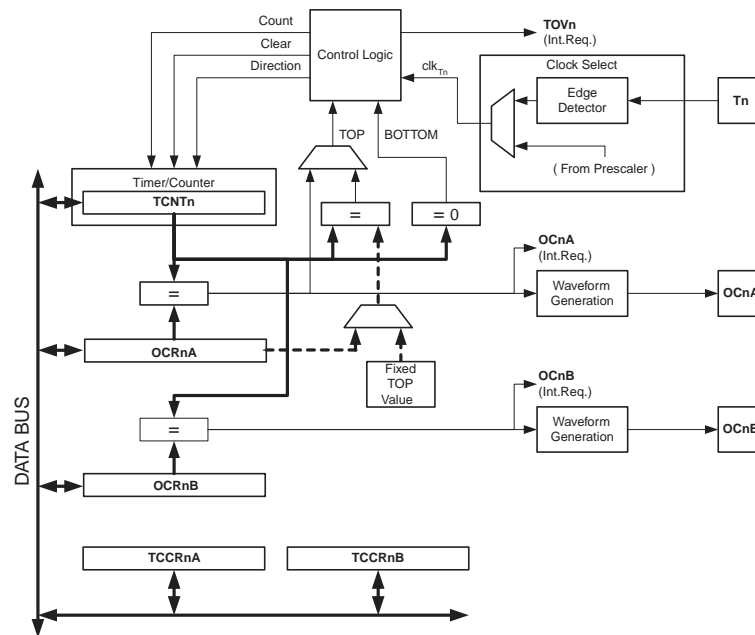 Count
Clear
Direction
Control Logic
TOVn
(Int.Req.)
clkTn
Clock Select
Edge
Detector
Tn
( From Prescaler )
TOP
BOTTOM
Timer/Counter
TCNTn
=
= 0
OCnA
(Int.Req.)
=
Waveform
Generation
OCnA
OCRnA
Fixed
TOP
Value
OCnB
(Int.Req.)
=
Waveform
Generation
OCnB
OCRnB
DATA BUS
TCCRnA
TCCRnB